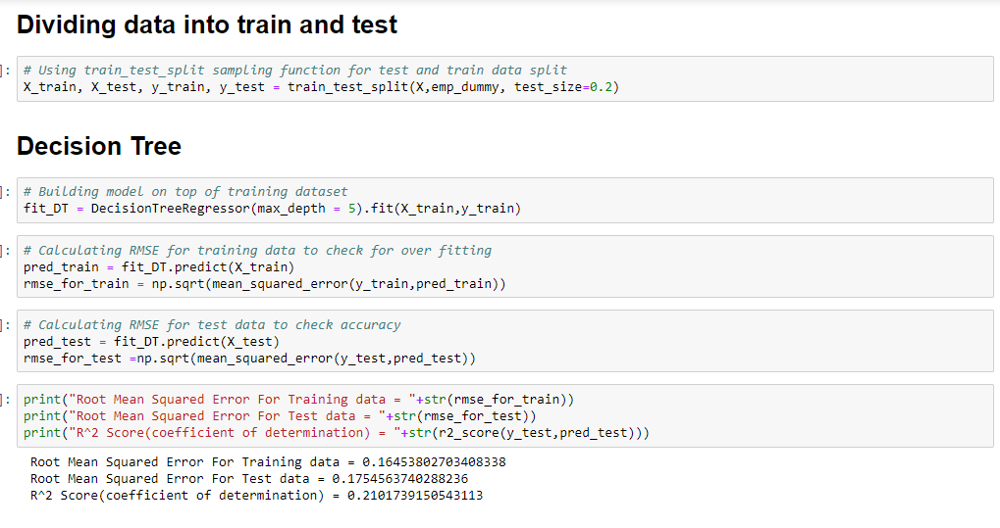 Dividing data into train and test
]: # Using train_test_split sampling function for test and train data split
X_train, X_test, y_train, y_test = train_test_split(X,emp_dummy, test_size=0.2)
Decision Tree
]: # Building model on top of training dataset
fit_DT = DecisionTreeRegressor(max_depth = 5).fit(X_train,y_train)
]: # Calculating RMSE for training data to check for over fitting
pred_train = fit_DT.predict(X_train)
rmse_for_train = np.sqrt(mean_squared_error(y_train,pred_train))
]: # Calculating RMSE for test data to check accuracy
pred_test = fit_DT.predict(X_test)
rmse_for_test =np.sqrt(mean_squared_error(y_test,pred_test))
]: print("Root Mean Squared Error For Training data = "+str(rmse_for_train))
print("Root Mean Squared Error For Test data = "+str(rmse_for_test))
print("R^2 Score(coefficient of determination) = "+str(r2_score(y_test,pred_test)))
Root Mean Squared Error For Training data = 0.16453802703408338
Root Mean Squared Error For Test data = 0.1754563740288236
R^2 Score(coefficient of determination) = 0.2101739150543113